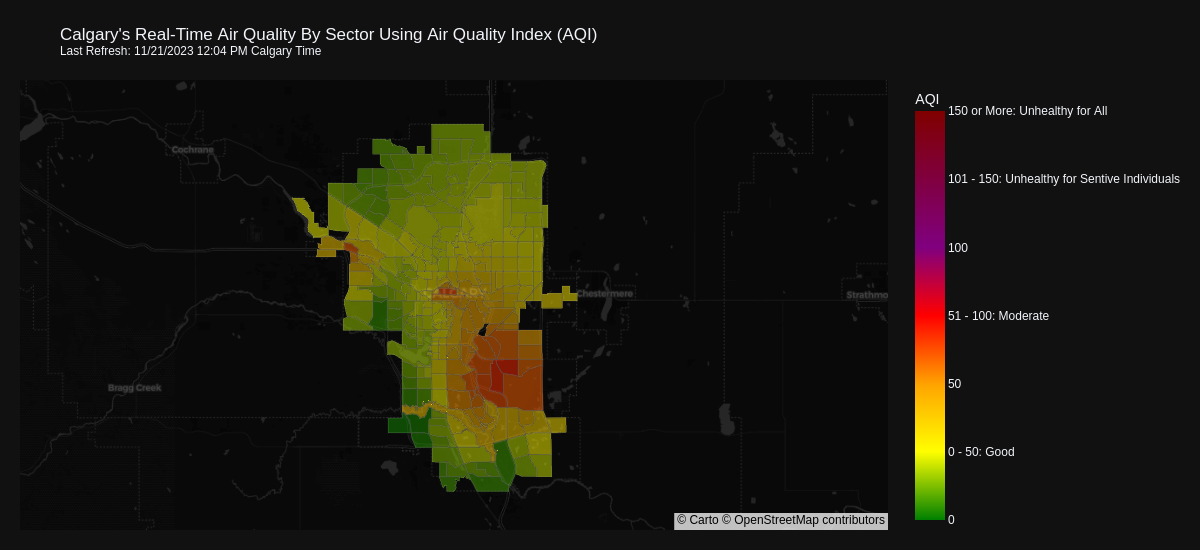 Calgary's Real-Time Air Quality By Sector Using Air Quality Index (AQI)
Last Refresh: 11/21/2023 12:04 PM Calgary Time
AQI
150 or More: Unhealthy for All
Cochrane
101 - 150: Unhealthy for Sentive Individuals
100
Chestermere
Strathmo
51 - 100: Moderate
50
Bragg Creek
0 - 50: Good
0
© Carto © OpenStreetMap contributors